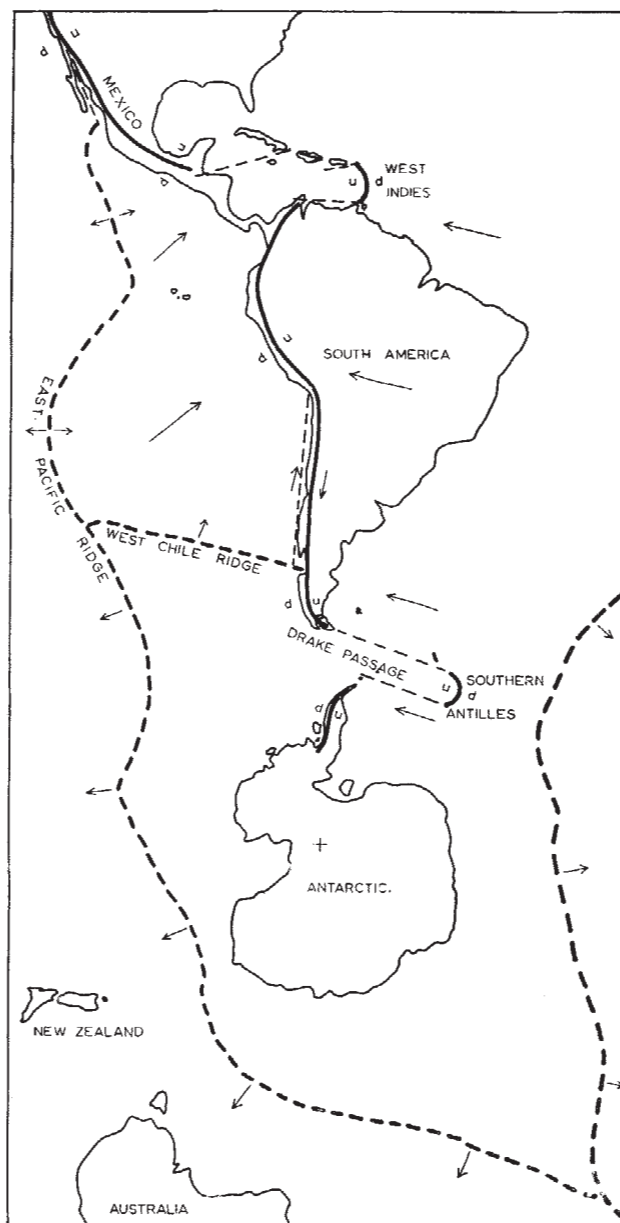 d u
MEXICO
u
d
WEST
u d
INDIES
u
d
SOUTH AMERICA
EAST. PACIFIC RIDGE
WEST CHILE RIDGE
d u
DRAKE PASSAGE
u SOUTHERN
d
ANTILLES
d u
ANTARCTIC.
NEW ZEALAND
AUSTRALIA